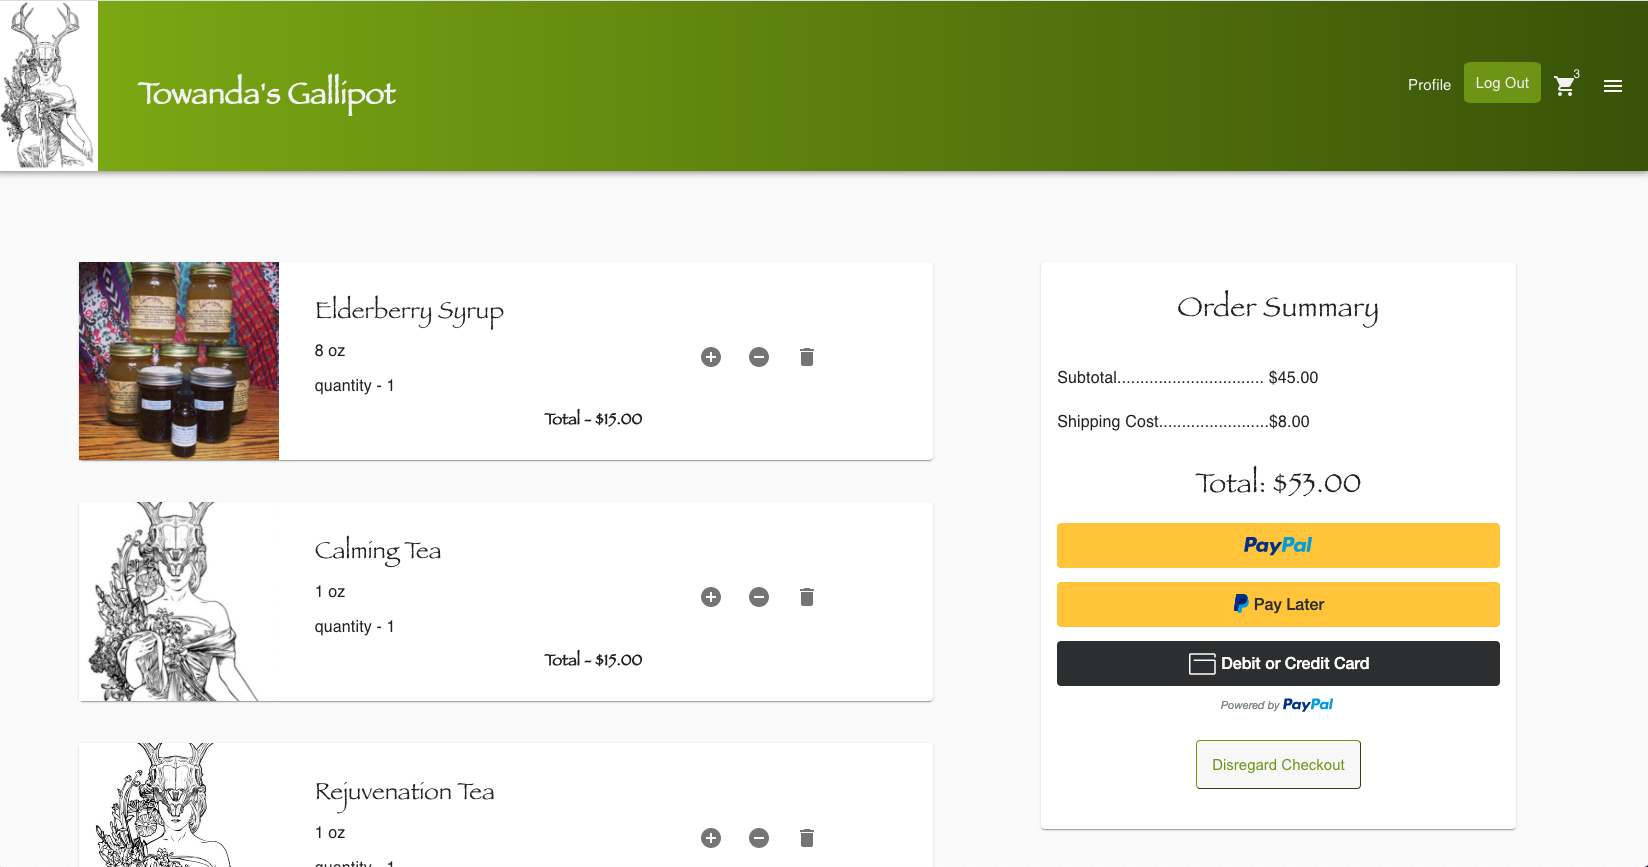 Towanda's Gallipot
Profile
Log Out
3
Elderberry Syrup
8 oz
quantity - 1
Total - $15.00
Calming Tea
1 oz
quantity - 1
Total - $15.00
Rejuvenation Tea
1 oz
quantity - 1
Order Summary
Subtotal................................ $45.00
Shipping Cost........................$8.00
Total: $53.00
PayPal
Pay Later
Debit or Credit Card
Powered by PayPal
Disregard Checkout